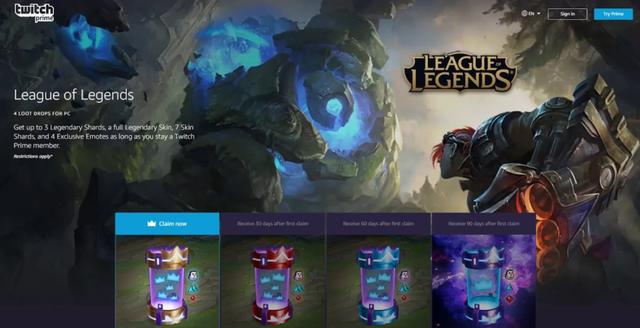 twitch
prime
EN
Sign in
Try Prime
LEAGUE OF
LEGENDS
League of Legends
4 LOOT DROPS FOR PC
Get up to 3 Legendary Shards, a full Legendary Skin, 7 Skin
Shards, and 4 Exclusive Emotes as long as you stay a Twitch
Prime member.
Restrictions apply*
Claim now
Receive 30 days after first claim
Receive 60 days after first claim
Receive 90 days after first claim